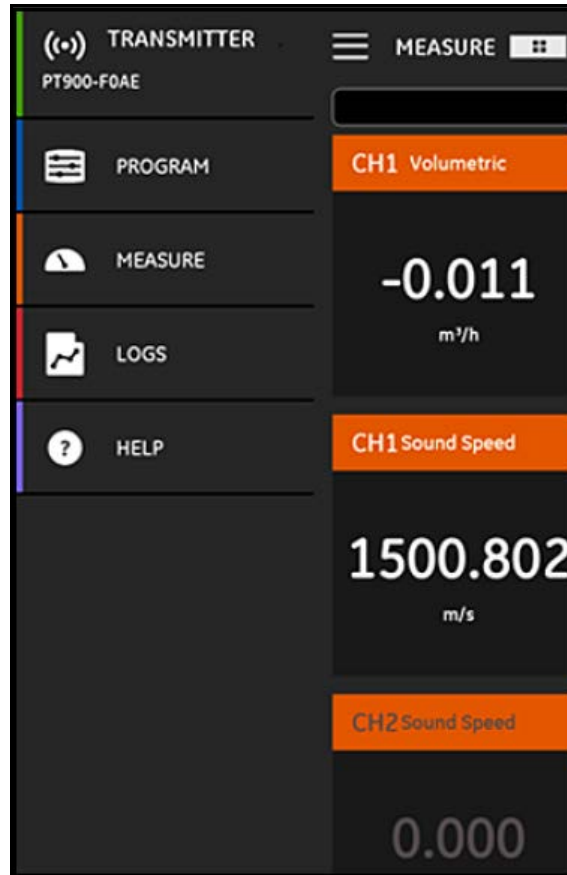 TRANSMITTER
PT900-F0AE
PROGRAM
MEASURE
LOGS
? HELP
MEASURE
CH1 Volumetric
-0.011
m³/h
CH1 Sound Speed
1500.802
m/s
CH2 Sound Speed
0.000